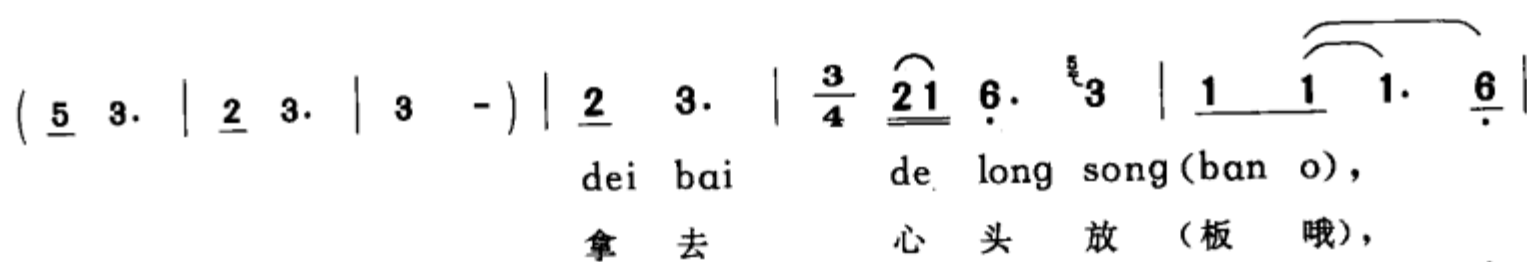 ( 5 3. | 2 3. | 3 - ) | 2 3. | 3/4 21 6. 5 3 | 1 1 1. 6 |
dei bai de long song (ban o),
拿去 心 头 放 (板 哦),